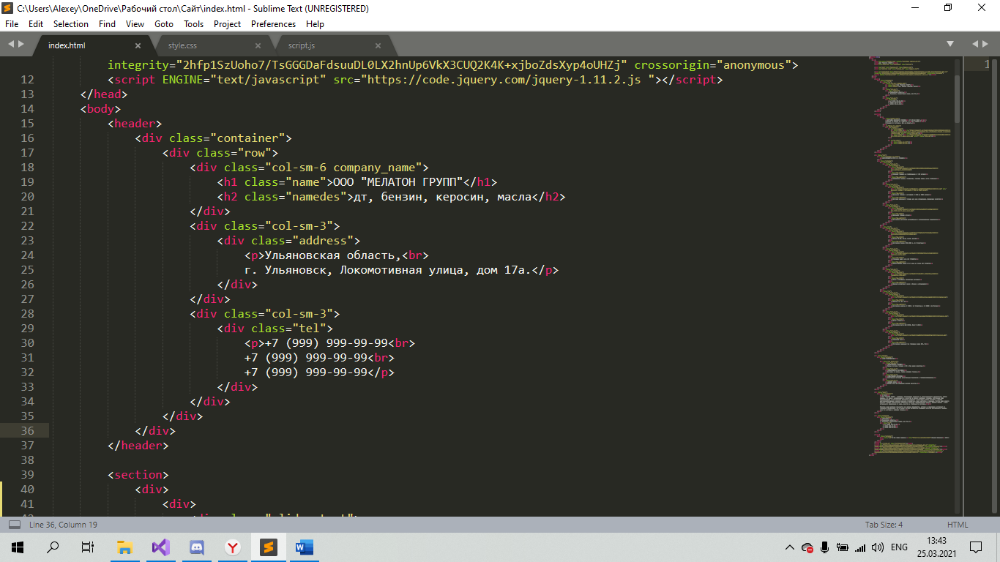 C:\Users\Alexey\OneDrive\Рабочий стол\Сайт\index.html - Sublime Text (UNREGISTERED)
File Edit Selection Find View Goto Tools Project Preferences Help
index.html style.css script.js
integrity="2hfp1SzUoho7/TsGGGDaFdsuuDL0LX2hnUp6VkX3CUQ2K4K+xjboZdsXyp4oUHZj" crossorigin="anonymous"> 1
12 <script ENGINE="text/javascript" src="https://code.jquery.com/jquery-1.11.2.js "></script>
13 </head>
14 <body>
15 <header>
16 <div class="container">
17 <div class="row">
18 <div class="col-sm-6 company_name">
19 <h1 class="name">ООО "МЕЛАТОН ГРУПП"</h1>
20 <h2 class="namedes">дт, бензин, керосин, масла</h2>
21 </div>
22 <div class="col-sm-3">
23 <div class="address">
24 <p>Ульяновская область,<br>
25 г. Ульяновск, Локомотивная улица, дом 17а.</p>
26 </div>
27 </div>
28 <div class="col-sm-3">
29 <div class="tel">
30 <p>+7 (999) 999-99-99<br>
31 +7 (999) 999-99-99<br>
32 +7 (999) 999-99-99</p>
33 </div>
34 </div>
35 </div>
36 </div>
37 </header>
38
39 <section>
40 <div>
41 <div>
Line 36, Column 19 Tab Size: 4 HTML
ENG 13:43
25.03.2021